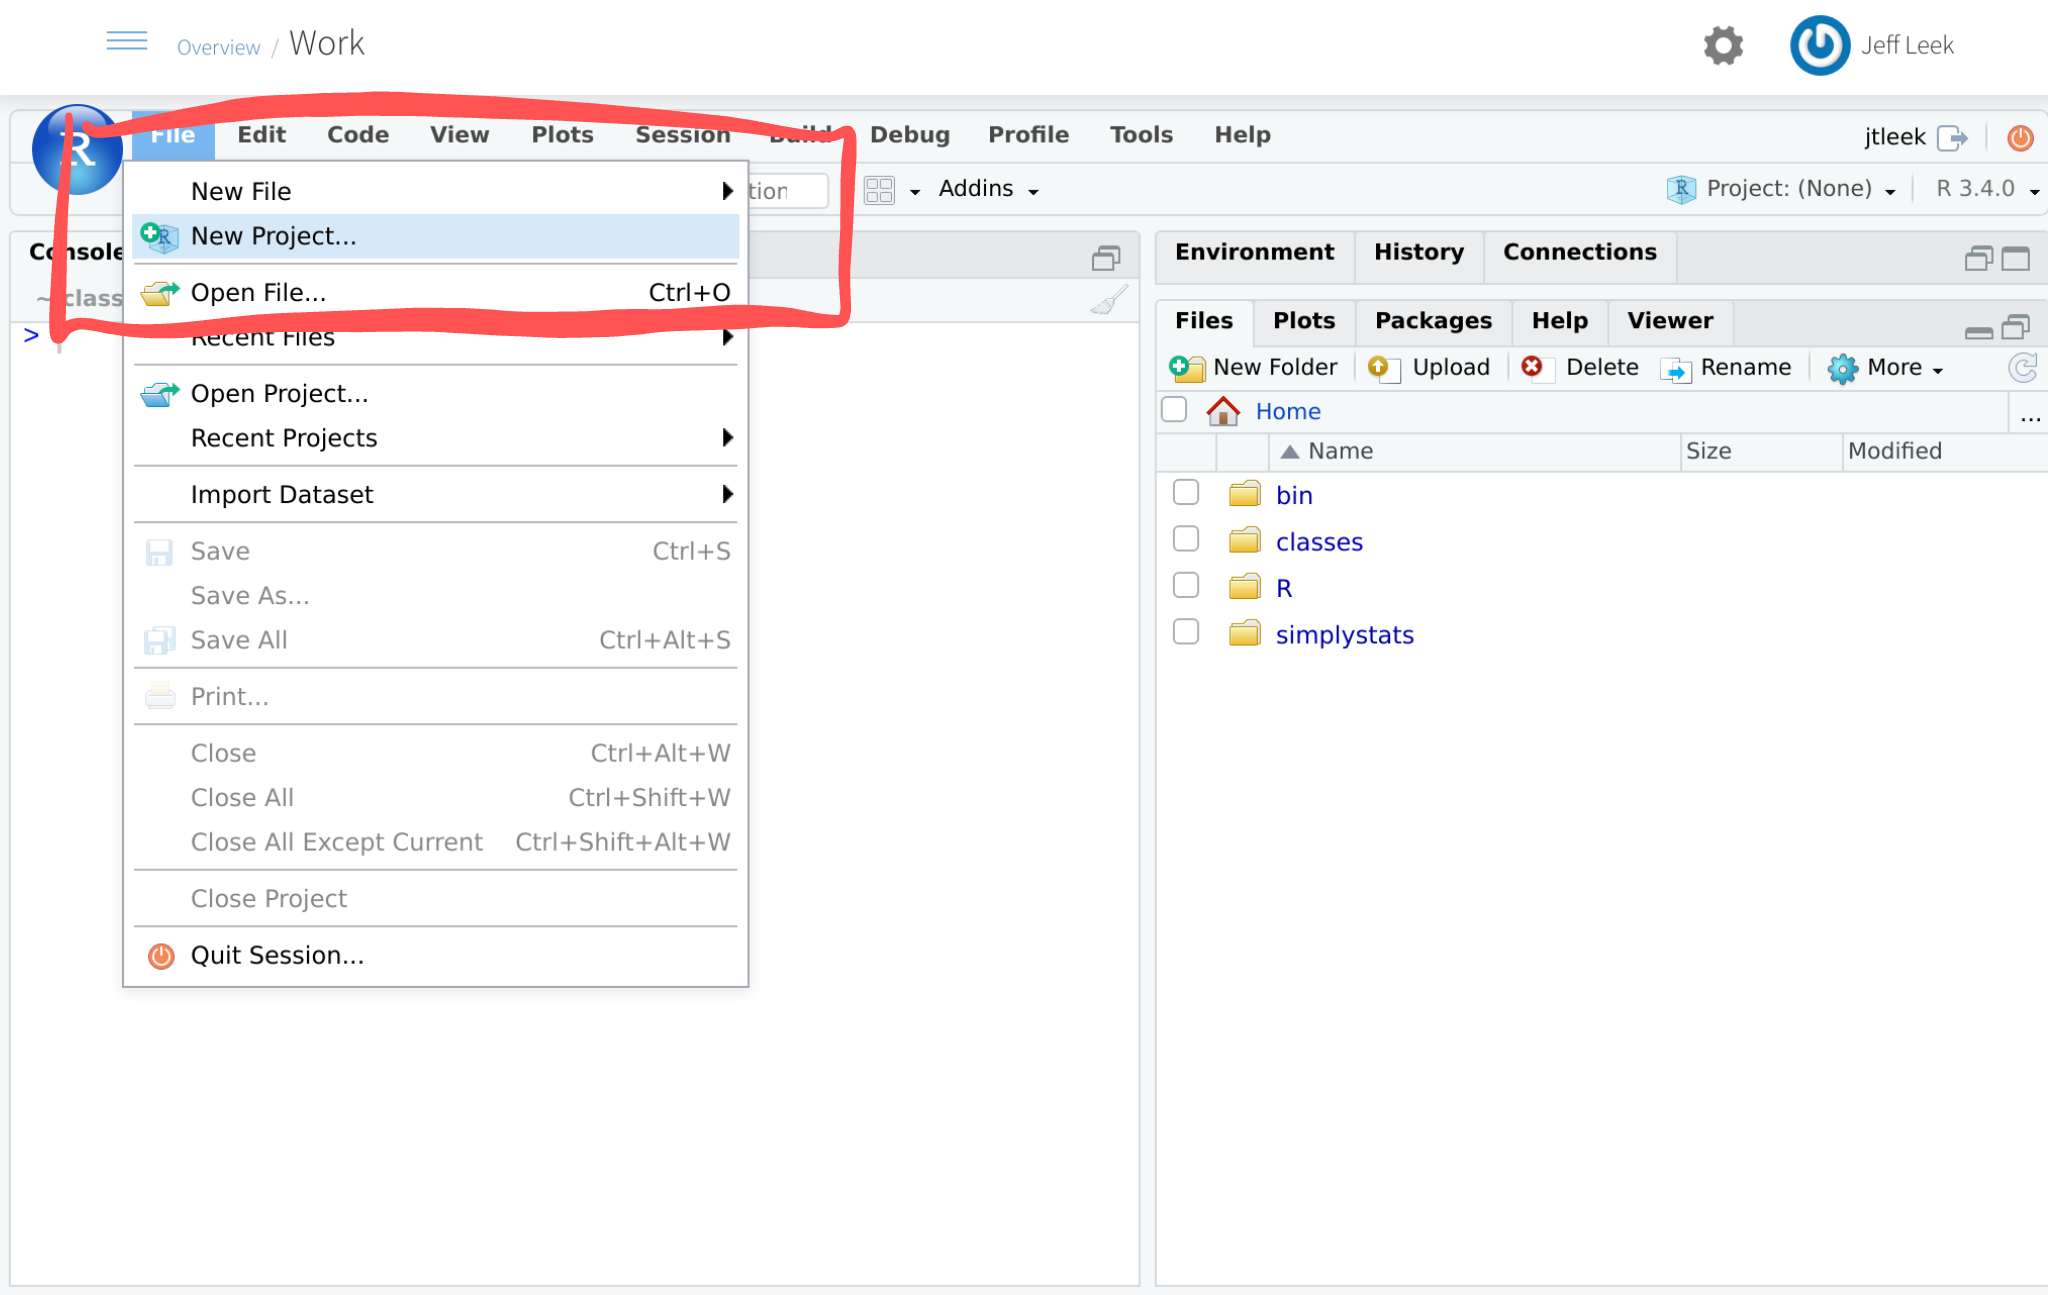 Overview / Work
Jeff Leek
R
File Edit Code View Plots Session Build Debug Profile Tools Help
jtleek
New File
tion
Addins
R Project: (None)
R 3.4.0
R New Project...
Console
~
class
>
Open File... Ctrl+O
Recent Files
Open Project...
Recent Projects
Import Dataset
Save Ctrl+S
Save As...
Save All Ctrl+Alt+S
Print...
Close Ctrl+Alt+W
Close All Ctrl+Shift+W
Close All Except Current Ctrl+Shift+Alt+W
Close Project
Quit Session...
Environment History Connections
Files Plots Packages Help Viewer
New Folder Upload Delete Rename More
Home
...
Name Size Modified
bin
classes
R
simplystats